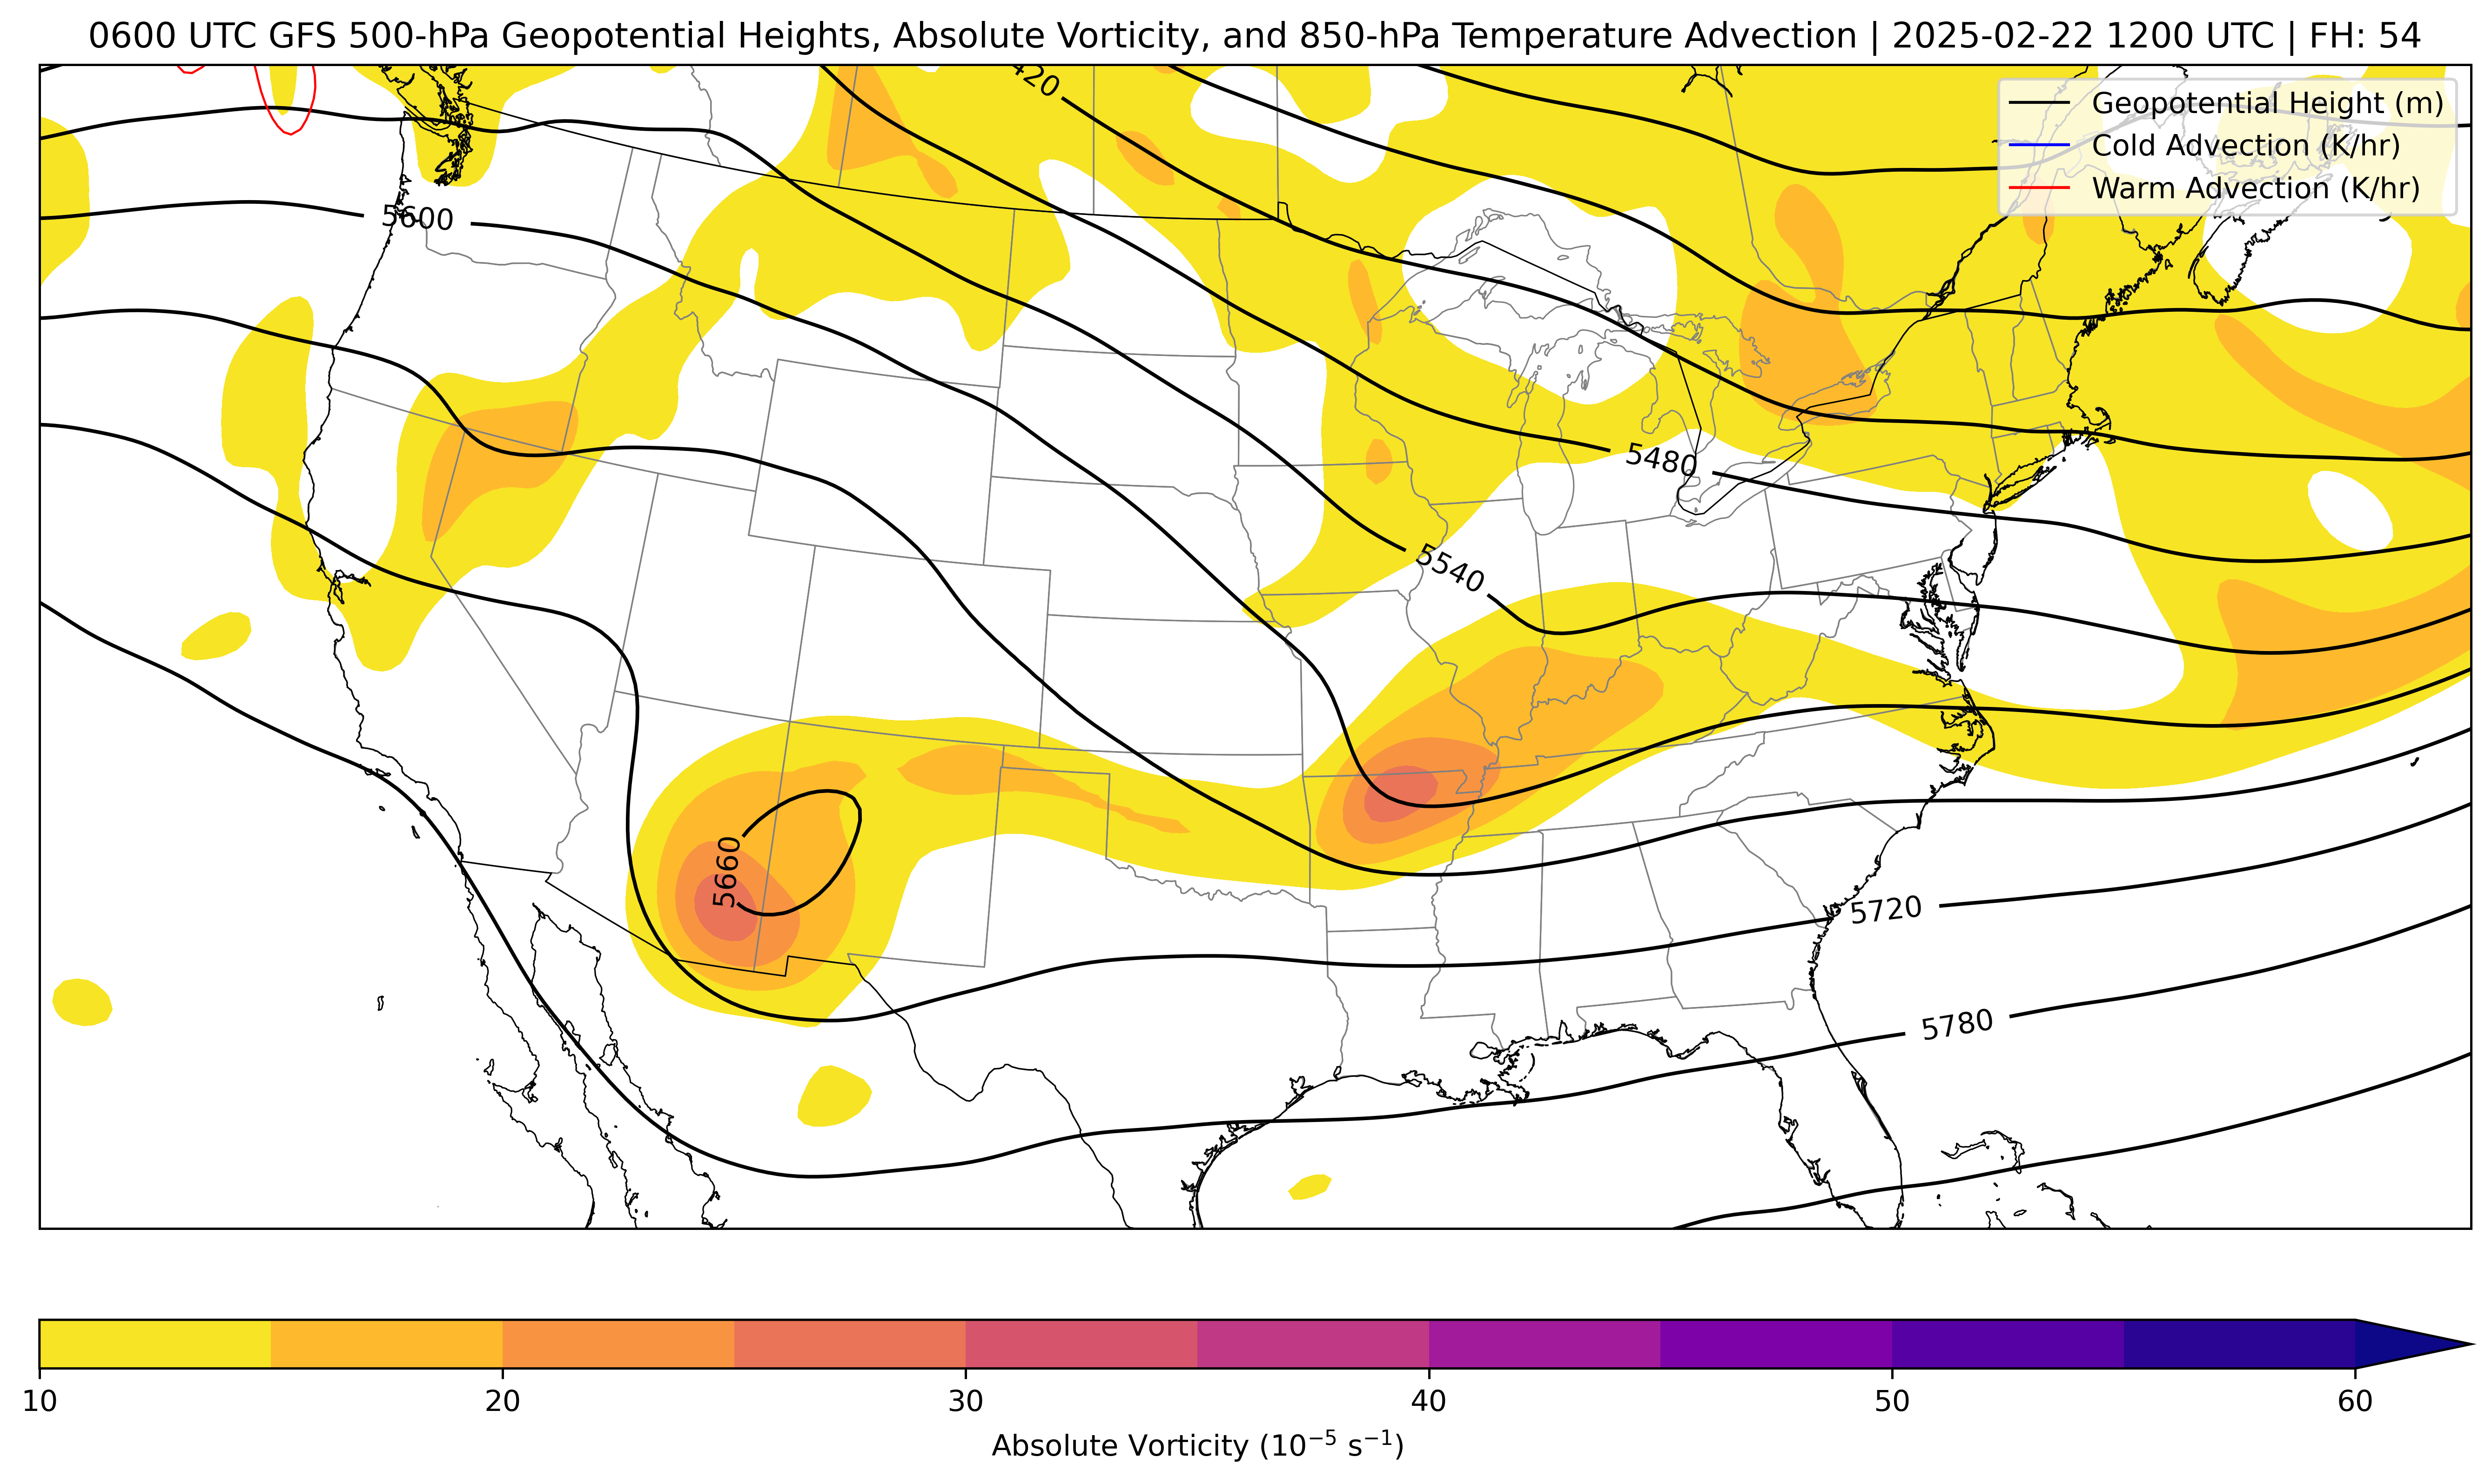 0600 UTC GFS 500-hPa Geopotential Heights, Absolute Vorticity, and 850-hPa Temperature Advection | 2025-02-22 1200 UTC | FH: 54
Geopotential Height (m)
Cold Advection (K/hr)
Warm Advection (K/hr)
5600
5480
5540
5660
5720
5780
10 20 30 40 50 60
Absolute Vorticity (10⁻⁵ s⁻¹)